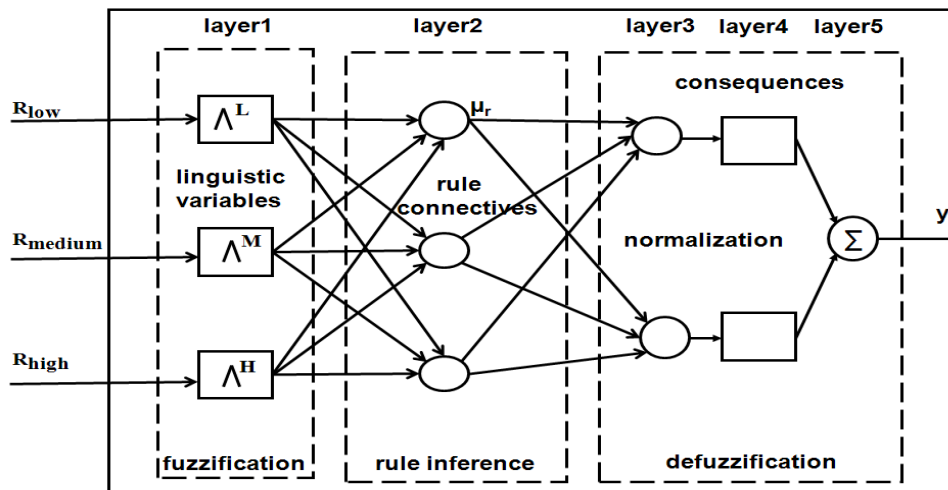 layer1 layer2 layer3 layer4 layer5
consequences
R_low
Λ^L
μ_r
linguistic
variables
rule
connectives
R_medium
Λ^M
normalization
Σ
y
R_high
Λ^H
fuzzification
rule inference
defuzzification